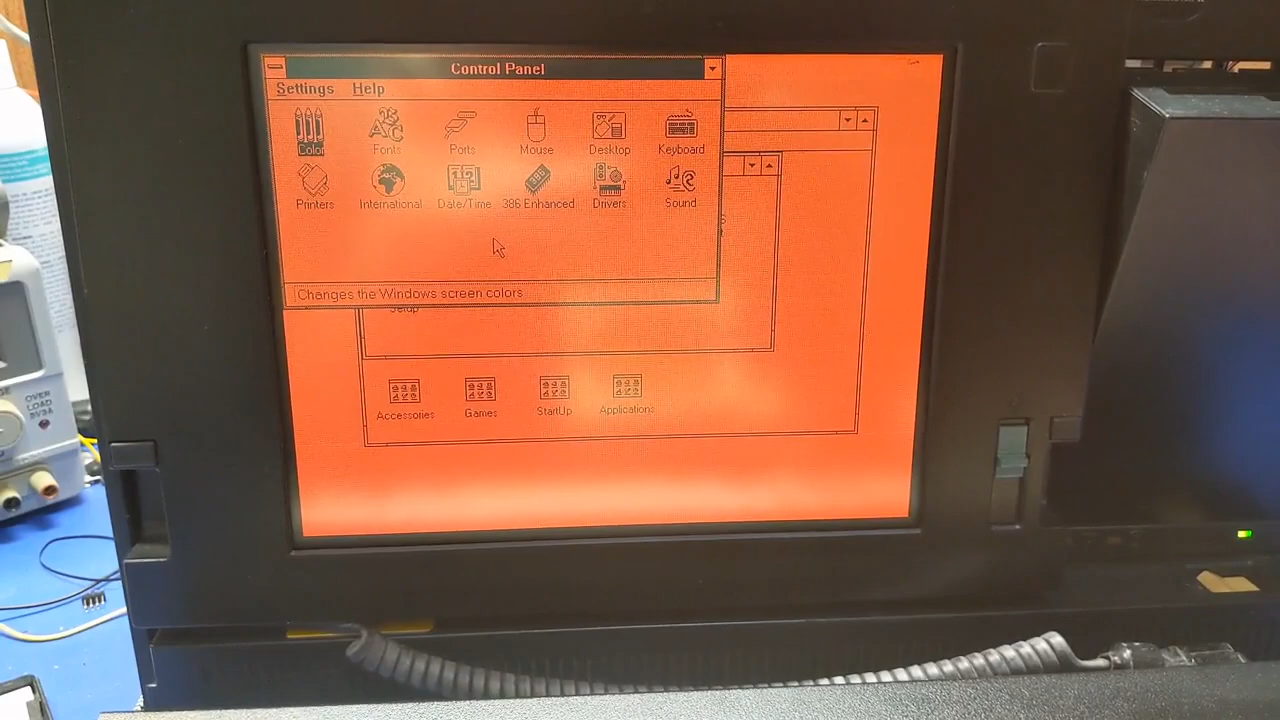 Control Panel
Settings Help
Color Fonts Ports Mouse Desktop Keyboard
Printers International Date/Time 386 Enhanced Drivers Sound
Changes the Windows screen colors
Setup
Accessories Games StartUp Applications
OVER
LOAD